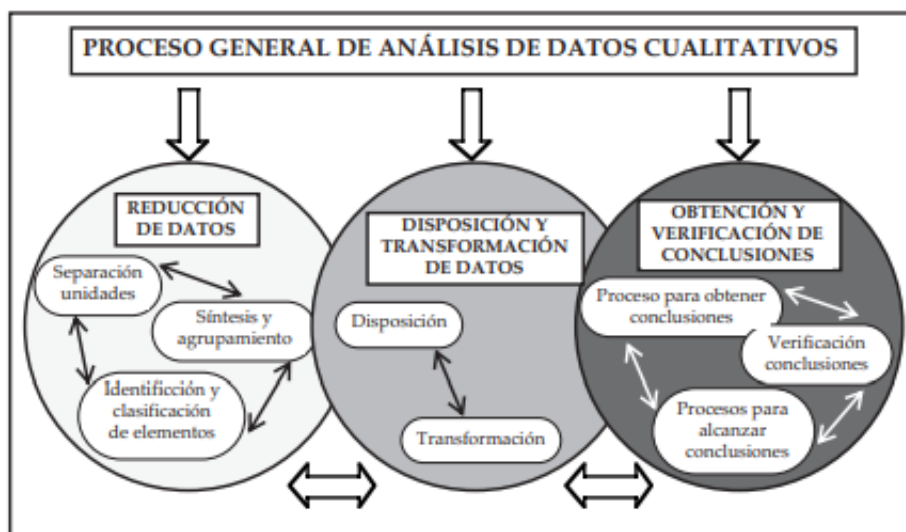 PROCESO GENERAL DE ANÁLISIS DE DATOS CUALITATIVOS
REDUCCIÓN
DE DATOS
Separación
unidades
Síntesis y
agrupamiento
Identificción y
clasificación
de elementos
DISPOSICIÓN Y
TRANSFORMACIÓN
DE DATOS
Disposición
Transformación
OBTENCIÓN Y
VERIFICACIÓN DE
CONCLUSIONES
Proceso para obtener
conclusiones
Verificación
conclusiones
Procesos para
alcanzar
conclusiones